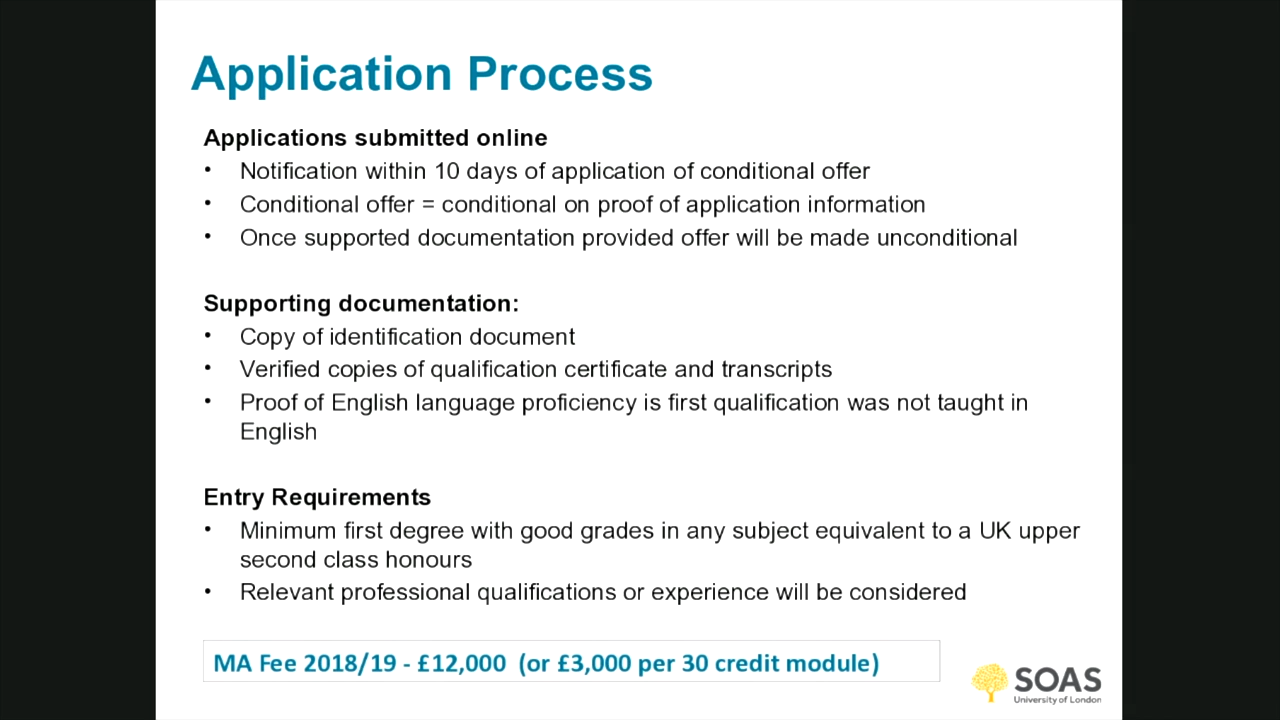 Application Process
Applications submitted online
• Notification within 10 days of application of conditional offer
• Conditional offer = conditional on proof of application information
• Once supported documentation provided offer will be made unconditional
Supporting documentation:
• Copy of identification document
• Verified copies of qualification certificate and transcripts
• Proof of English language proficiency is first qualification was not taught in
English
Entry Requirements
• Minimum first degree with good grades in any subject equivalent to a UK upper
second class honours
• Relevant professional qualifications or experience will be considered
MA Fee 2018/19 - £12,000 (or £3,000 per 30 credit module)
SOAS
University of London